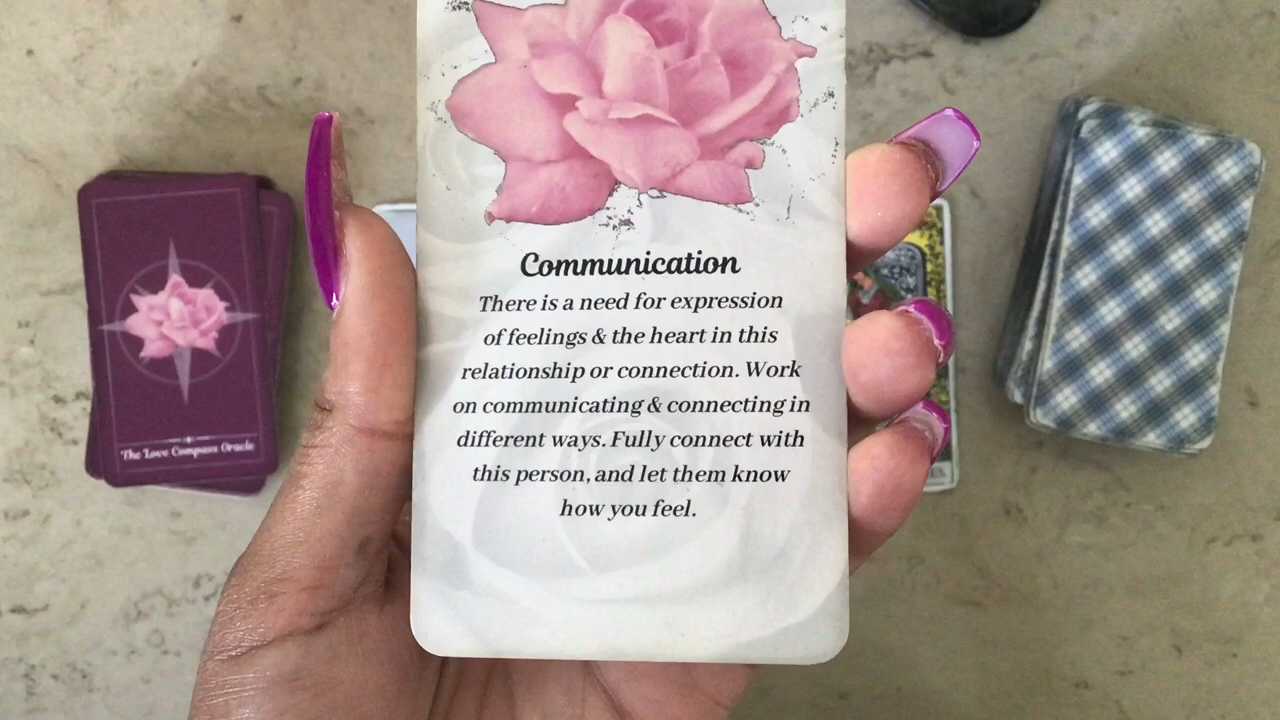 Communication
There is a need for expression
of feelings & the heart in this
relationship or connection. Work
on communicating & connecting in
different ways. Fully connect with
this person, and let them know
how you feel.
The Love Compass Oracle